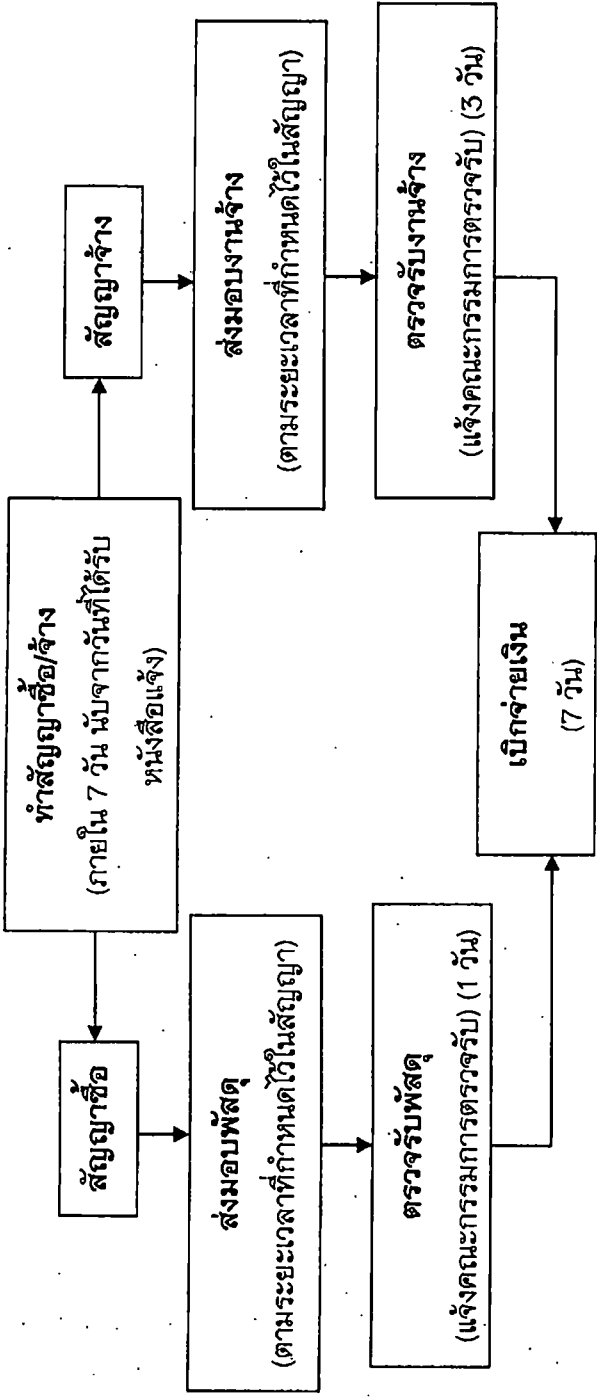 ทำสัญญาซื้อ/จ้าง
(ภายใน 7 วัน นับจากวันที่ได้รับ
หนังสือแจ้ง)
สัญญาซื้อ
สัญญาจ้าง
ส่งมอบพัสดุ
(ตามระยะเวลาที่กำหนดไว้ในสัญญา)
ส่งมอบงานจ้าง
(ตามระยะเวลาที่กำหนดไว้ในสัญญา)
ตรวจรับพัสดุ
(แจ้งคณะกรรมการตรวจรับ) (1 วัน)
ตรวจรับงานจ้าง
(แจ้งคณะกรรมการตรวจรับ) (3 วัน)
เบิกจ่ายเงิน
(7 วัน)